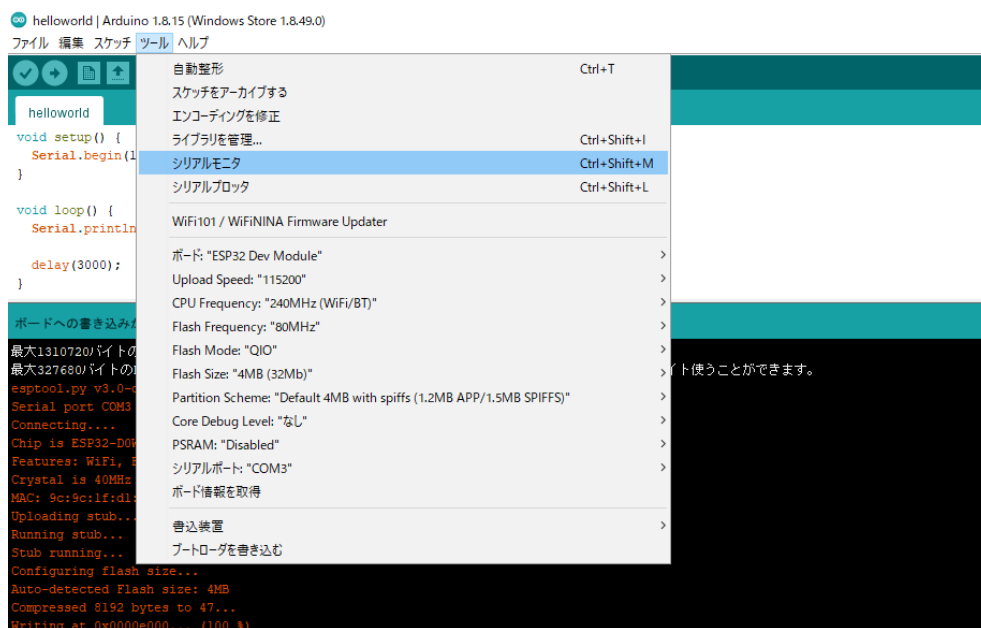 helloworld | Arduino 1.8.15 (Windows Store 1.8.49.0)
ファイル 編集 スケッチ ツール ヘルプ
helloworld
自動整形 Ctrl+T
スケッチをアーカイブする
エンコーディングを修正
ライブラリを管理... Ctrl+Shift+I
シリアルモニタ Ctrl+Shift+M
シリアルプロッタ Ctrl+Shift+L
WiFi101 / WiFiNINA Firmware Updater
ボード: "ESP32 Dev Module"
Upload Speed: "115200"
CPU Frequency: "240MHz (WiFi/BT)"
Flash Frequency: "80MHz"
Flash Mode: "QIO"
Flash Size: "4MB (32Mb)"
Partition Scheme: "Default 4MB with spiffs (1.2MB APP/1.5MB SPIFFS)"
Core Debug Level: "なし"
PSRAM: "Disabled"
シリアルポート: "COM3"
ボード情報を取得
書込装置
ブートローダを書き込む
void setup() {
Serial.begin(1
}
void loop() {
Serial.println
delay(3000);
}
ボードへの書き込みが
最大1310720バイトの
最大327680バイトの イト使うことができます。
esptool.py v3.0-
Serial port COM3
Connecting....
Chip is ESP32-D0W
Features: WiFi,
Crystal is 40MHz
MAC: 9c:9c:1f:d1:
Uploading stub...
Running stub...
Stub running...
Configuring flash size...
Auto-detected Flash size: 4MB
Compressed 8192 bytes to 47...
Writing at 0x0000e000... (100 %)